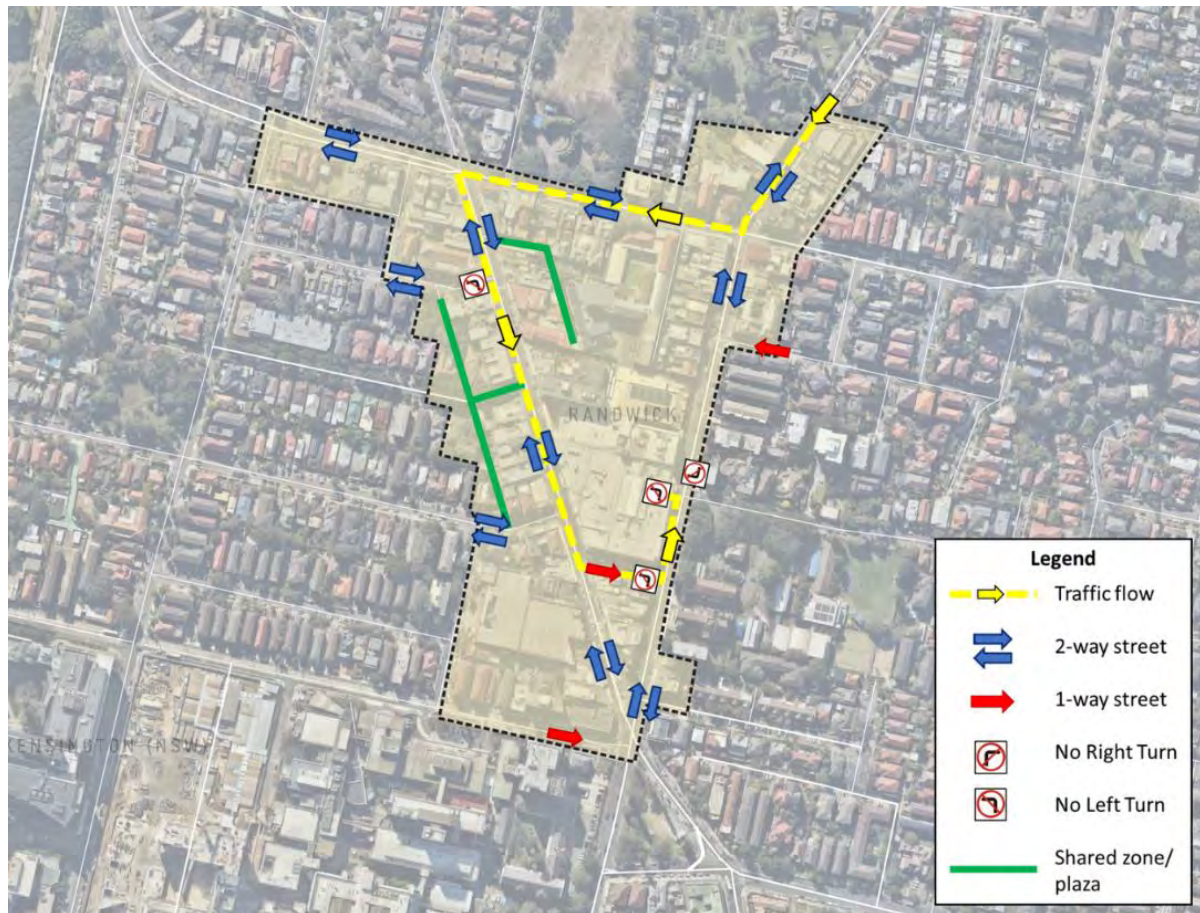 RANDWICK
KENSINGTON (NSW)
Legend
Traffic flow
2-way street
1-way street
No Right Turn
No Left Turn
Shared zone/
plaza